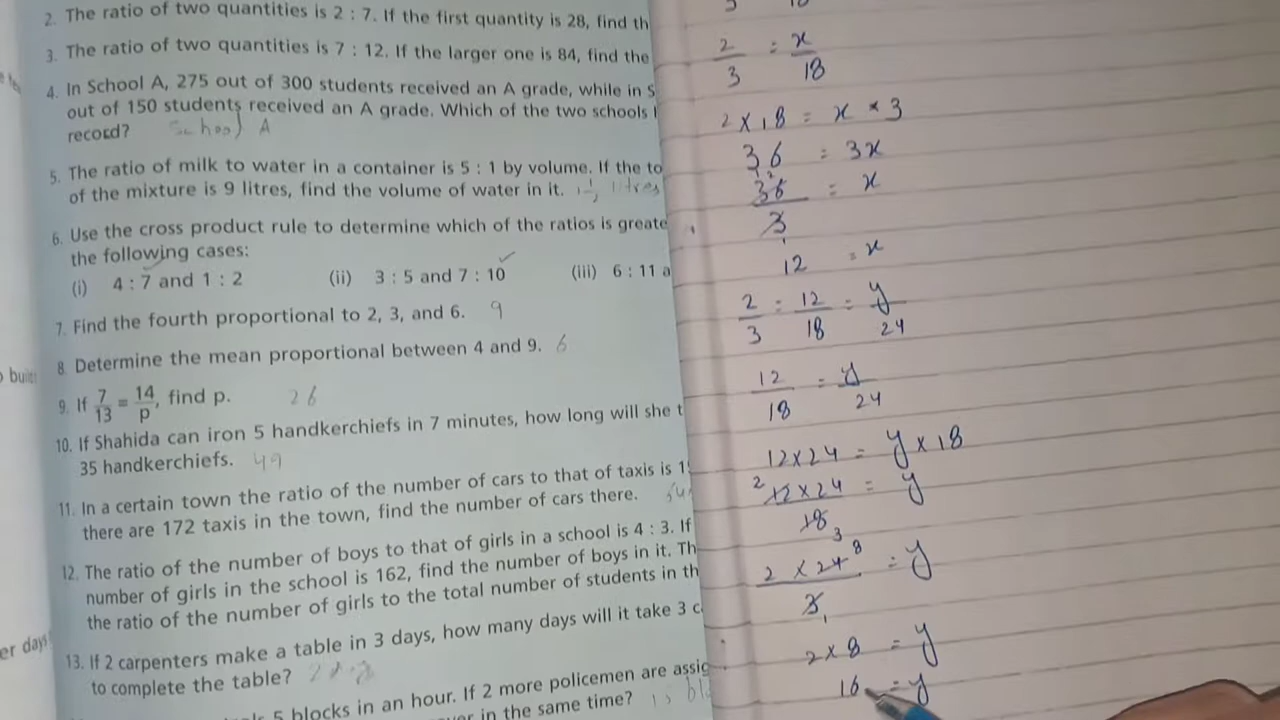 2. The ratio of two quantities is 2 : 7. If the first quantity is 28, find th
3. The ratio of two quantities is 7 : 12. If the larger one is 84, find the
4. In School A, 275 out of 300 students received an A grade, while in S
out of 150 students received an A grade. Which of the two schools
record? School A
5. The ratio of milk to water in a container is 5 : 1 by volume. If the to
of the mixture is 9 litres, find the volume of water in it. litres
6. Use the cross product rule to determine which of the ratios is greate
the following cases:
(i) 4 : 7 and 1 : 2 (ii) 3 : 5 and 7 : 10 (iii) 6 : 11 a
7. Find the fourth proportional to 2, 3, and 6. 9
8. Determine the mean proportional between 4 and 9. 6
9. If 7/13 = 14/p, find p. 26
10. If Shahida can iron 5 handkerchiefs in 7 minutes, how long will she t
35 handkerchiefs. 49
11. In a certain town the ratio of the number of cars to that of taxis is
there are 172 taxis in the town, find the number of cars there.
12. The ratio of the number of boys to that of girls in a school is 4 : 3. If
number of girls in the school is 162, find the number of boys in it. Th
the ratio of the number of girls to the total number of students in th
13. If 2 carpenters make a table in 3 days, how many days will it take 3 c
to complete the table?
5 blocks in an hour. If 2 more policemen are assig
in the same time?
er days
2/3 = x/18
2 × 18 = x × 3
36 = 3x
36/3 = x
12 = x
2/3 = 12/18 = y/24
12/18 = y/24
12×24 = y × 18
12×24/18 = y
2 × 24/3 = y
2 × 8 = y
16 = y